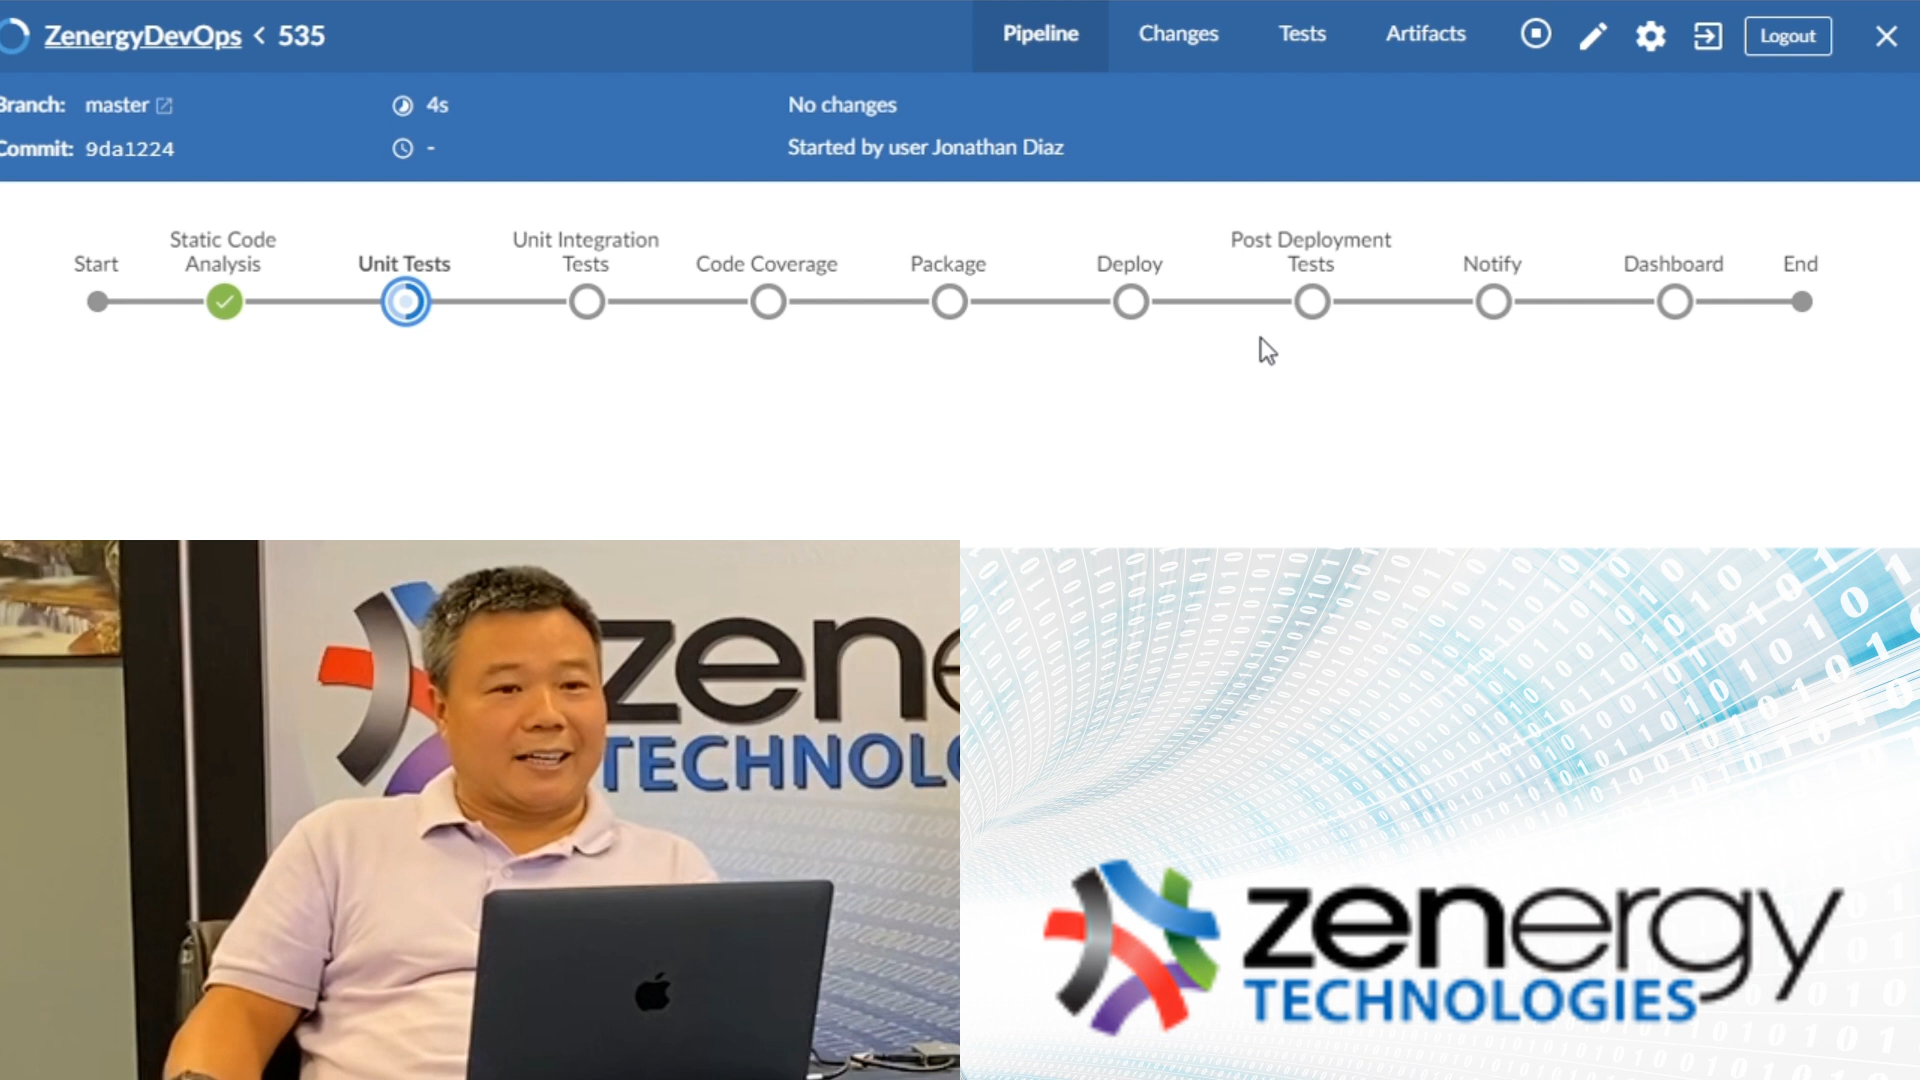 ZenergyDevOps < 535
Pipeline Changes Tests Artifacts Logout
Branch: master 4s No changes
Commit: 9da1224 - Started by user Jonathan Diaz
Start
Static Code
Analysis
Unit Tests
Unit Integration
Tests
Code Coverage
Package
Deploy
Post Deployment
Tests
Notify
Dashboard
End
zene
TECHNOLO
zenergy
TECHNOLOGIES